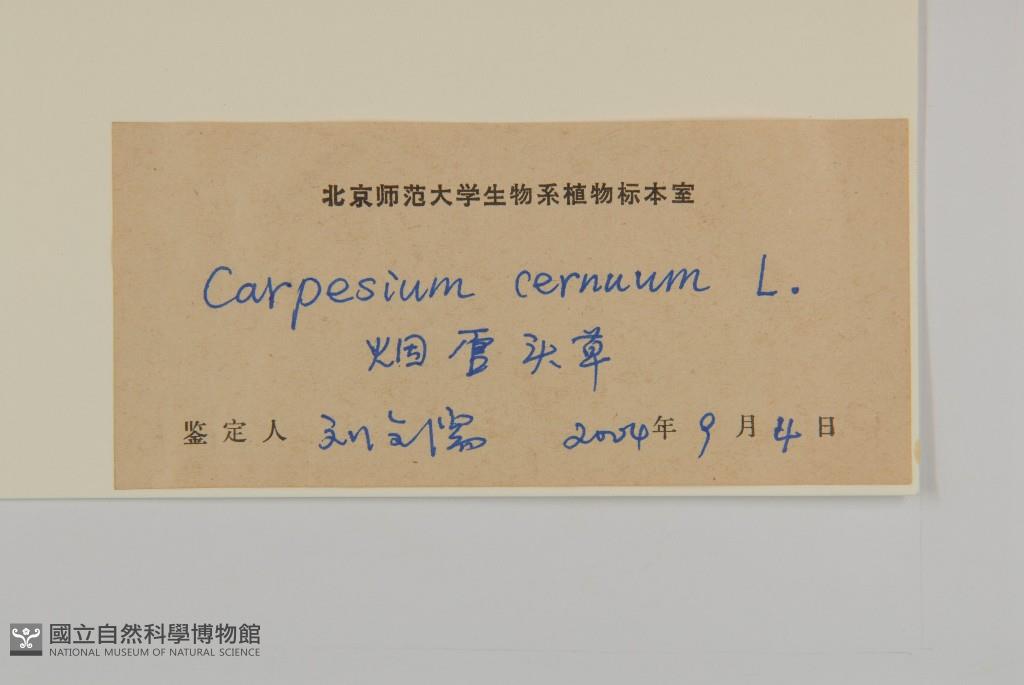 北京师范大学生物系植物标本室
Carpesium cernuum L.
烟管头草
鉴定人 刘全儒 2004年 9 月 4 日
國立自然科學博物館
NATIONAL MUSEUM OF NATURAL SCIENCE